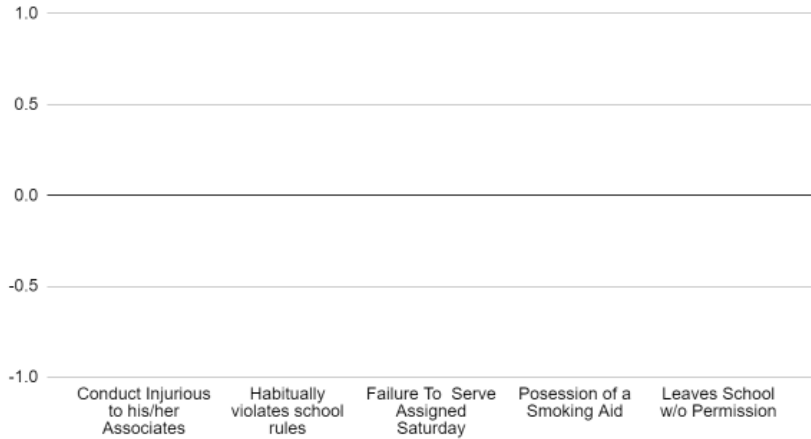 1.0
0.5
0.0
-0.5
-1.0
Conduct Injurious
to his/her
Associates
Habitually
violates school
rules
Failure To  Serve
Assigned
Saturday
Posession of a
Smoking Aid
Leaves School
w/o Permission